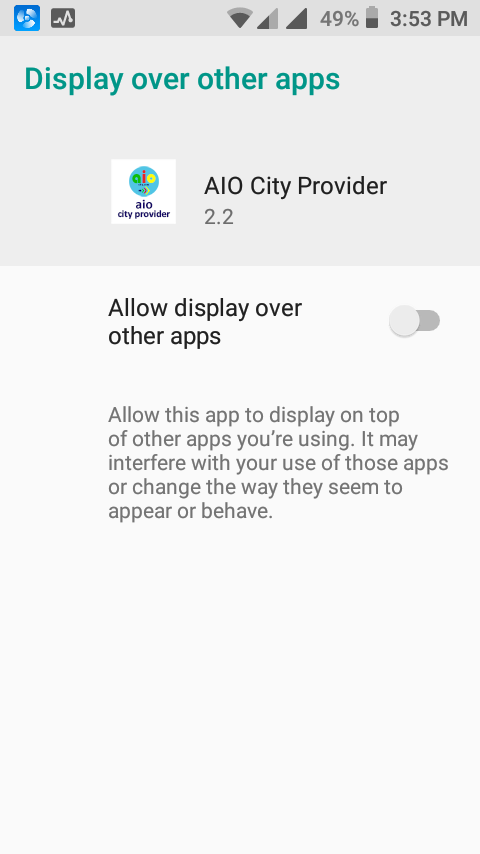 49% 3:53 PM
Display over other apps
aio
aio
city provider
AIO City Provider
2.2
Allow display over
other apps
Allow this app to display on top
of other apps you’re using. It may
interfere with your use of those apps
or change the way they seem to
appear or behave.